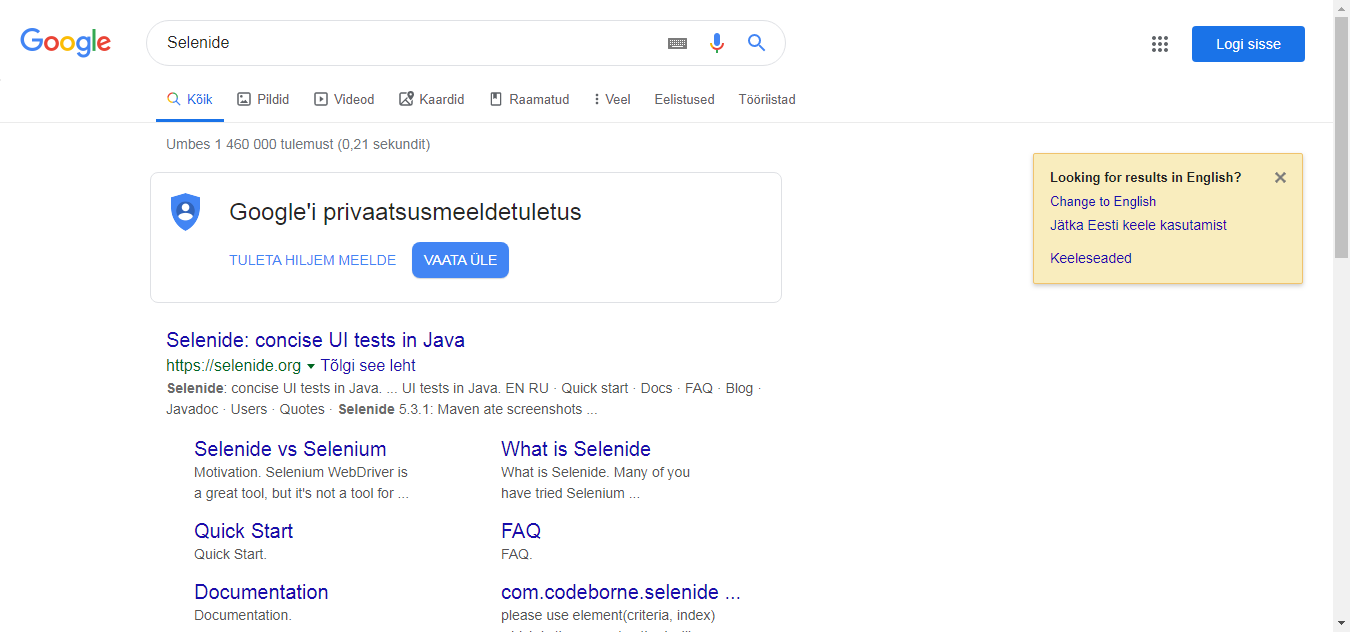 Google
Selenide
Logi sisse
Kõik Pildid Videod Kaardid Raamatud Veel Eelistused Tööriistad
Umbes 1 460 000 tulemust (0,21 sekundit)
Google'i privaatsusmeeldetuletus
TULETA HILJEM MEELDE VAATA ÜLE
Looking for results in English?
Change to English
Jätka Eesti keele kasutamist
Keeleseaded
Selenide: concise UI tests in Java
https://selenide.org Tõlgi see leht
Selenide: concise UI tests in Java. ... UI tests in Java. EN RU · Quick start · Docs · FAQ · Blog ·
Javadoc · Users · Quotes · Selenide 5.3.1: Maven ate screenshots ...
Selenide vs Selenium
Motivation. Selenium WebDriver is
a great tool, but it's not a tool for ...
What is Selenide
What is Selenide. Many of you
have tried Selenium ...
Quick Start
Quick Start.
FAQ
FAQ.
Documentation
Documentation.
com.codeborne.selenide ...
please use element(criteria, index)